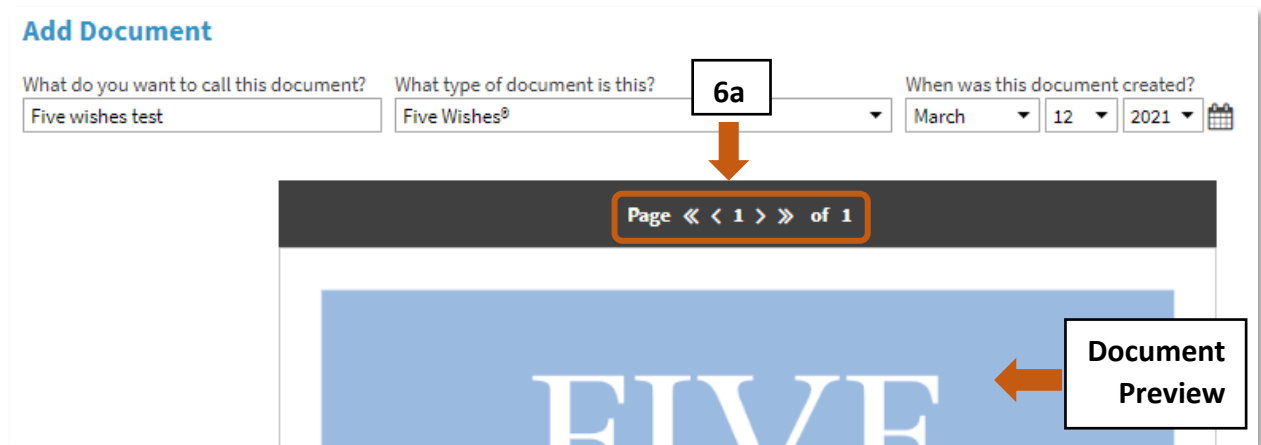 Add Document
What do you want to call this document? What type of document is this? When was this document created?
6a
Five wishes test Five Wishes® March 12 2021
Page « < 1 > » of 1
Document
Preview
FIVE